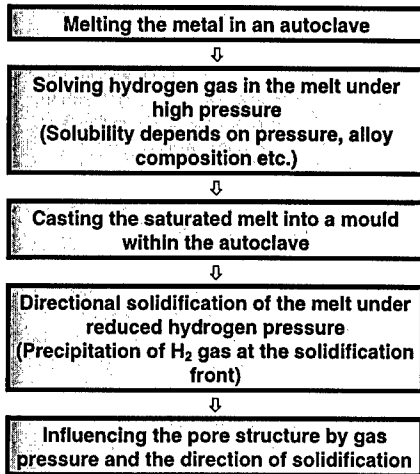 Melting the metal in an autoclave
Solving hydrogen gas in the melt under
high pressure
(Solubility depends on pressure, alloy
composition etc.)
Casting the saturated melt into a mould
within the autoclave
Directional solidification of the melt under
reduced hydrogen pressure
(Precipitation of H₂ gas at the solidification
front)
Influencing the pore structure by gas
pressure and the direction of solidification